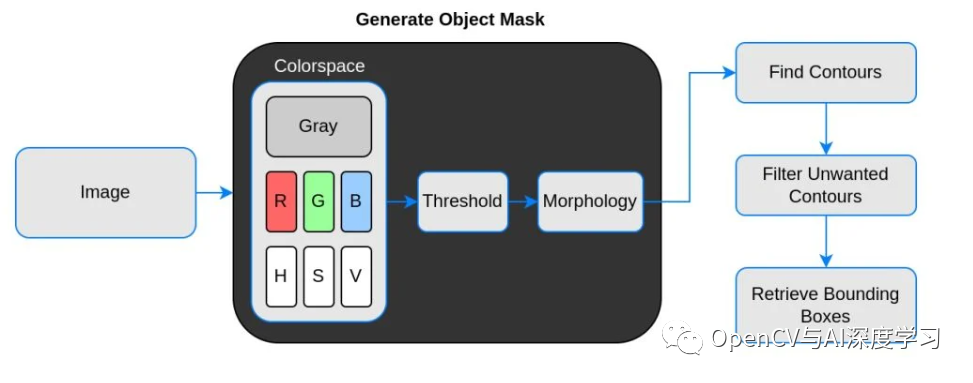 Generate Object Mask
Colorspace
Gray
R G B
H S V
Image
Threshold
Morphology
Find Contours
Filter Unwanted
Contours
Retrieve Bounding
Boxes
OpenCV与AI深度学习